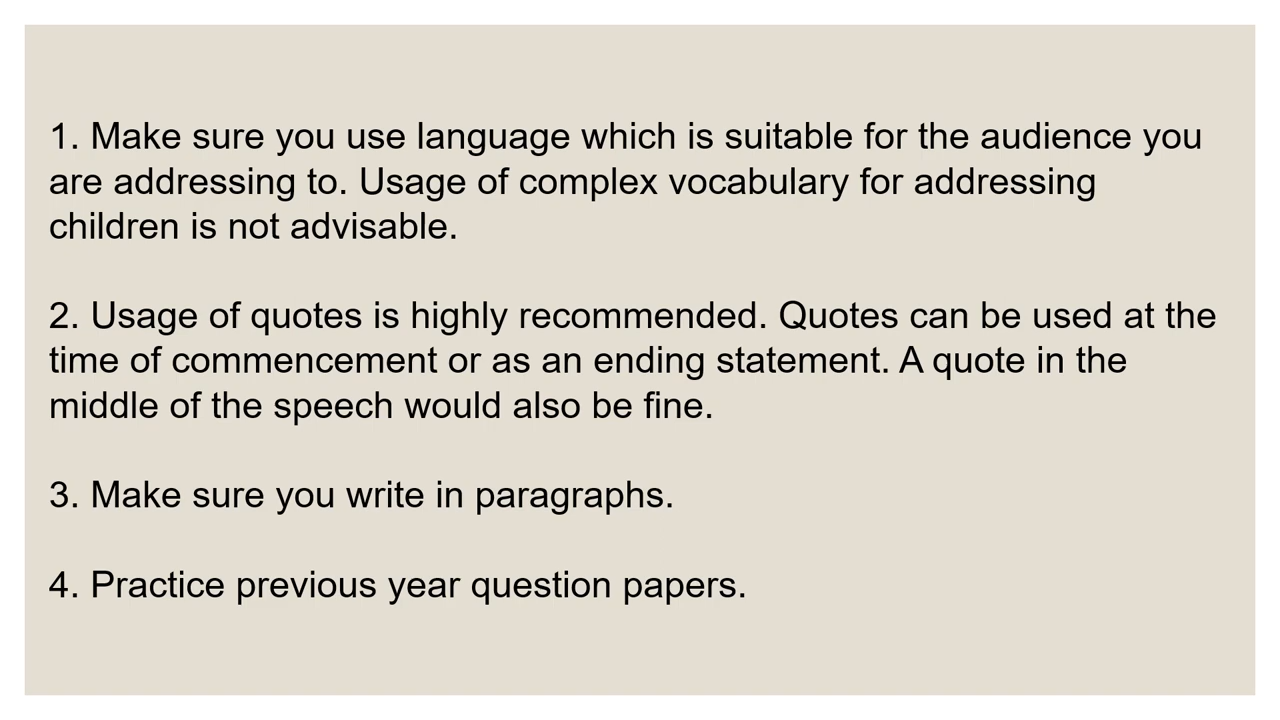 1. Make sure you use language which is suitable for the audience you
are addressing to. Usage of complex vocabulary for addressing
children is not advisable.
2. Usage of quotes is highly recommended. Quotes can be used at the
time of commencement or as an ending statement. A quote in the
middle of the speech would also be fine.
3. Make sure you write in paragraphs.
4. Practice previous year question papers.